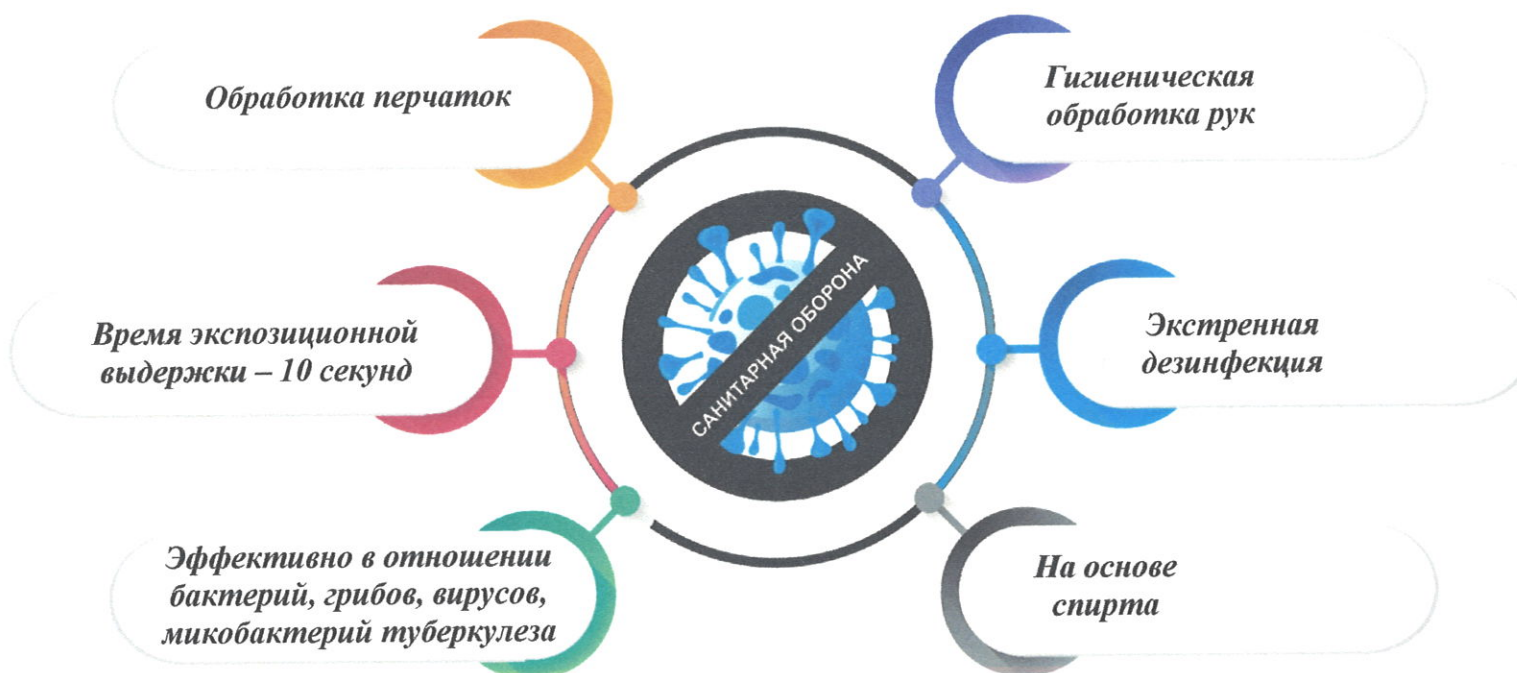 Обработка перчаток
Гигиеническая
обработка рук
Время экспозиционной
выдержки – 10 секунд
САНИТАРНАЯ ОБОРОНА
Экстренная
дезинфекция
Эффективно в отношении
бактерий, грибов, вирусов,
микобактерий туберкулеза
На основе
спирта